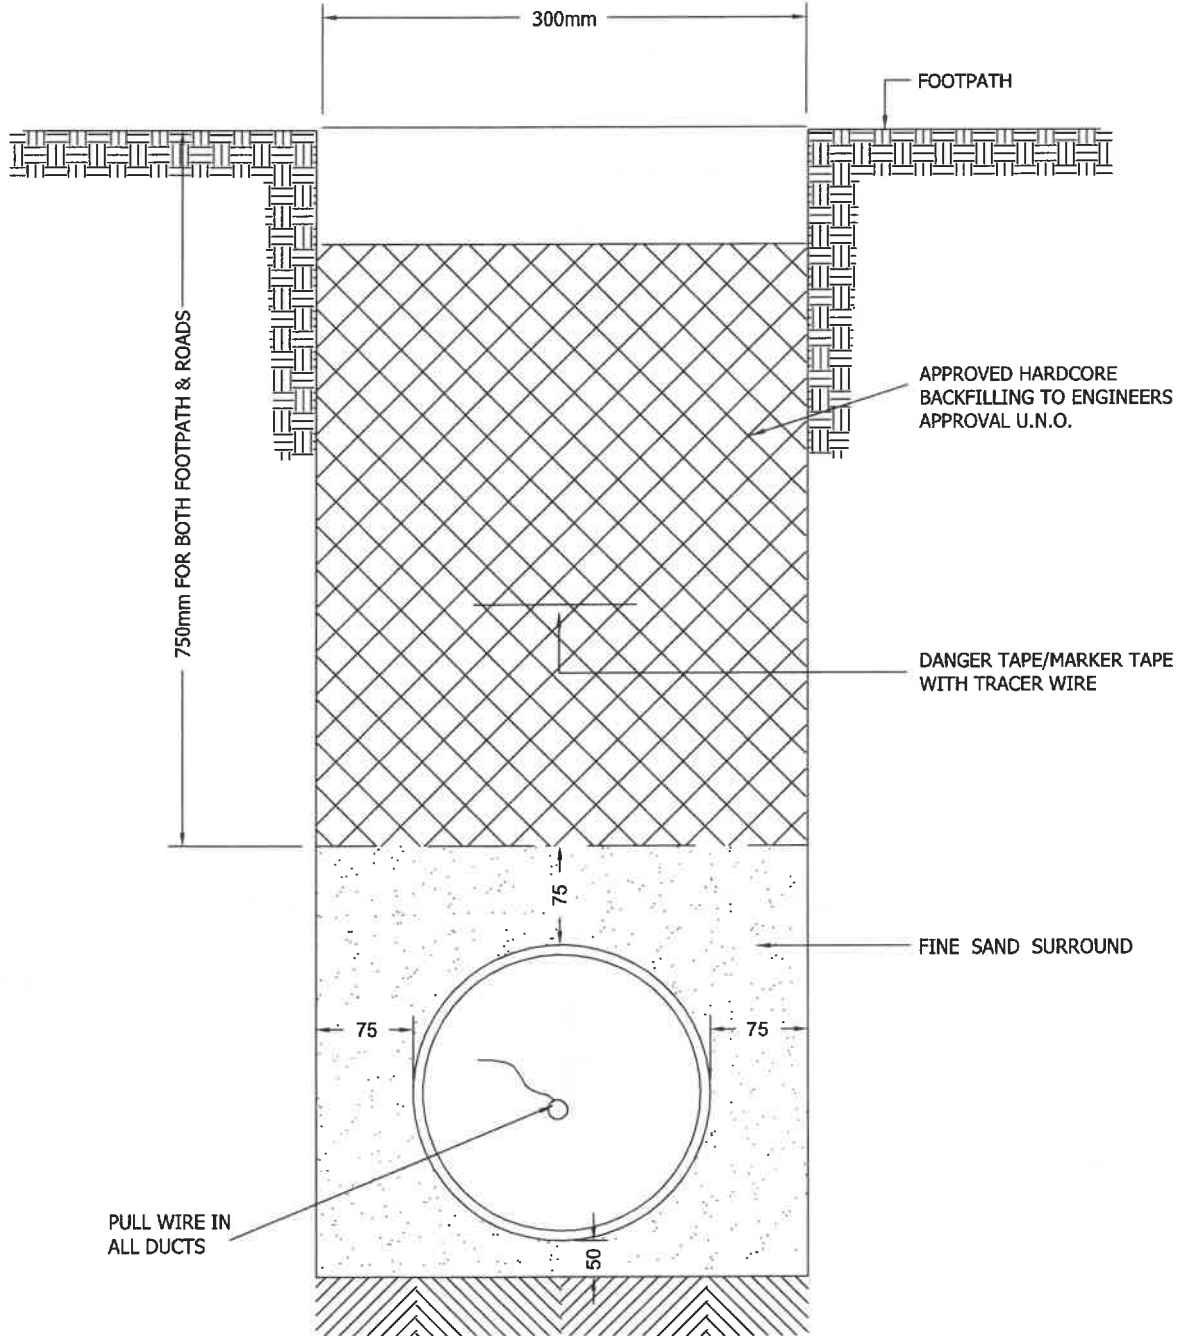 300mm
FOOTPATH
750mm FOR BOTH FOOTPATH & ROADS
APPROVED HARDCORE
BACKFILLING TO ENGINEERS
APPROVAL U.N.O.
DANGER TAPE/MARKER TAPE
WITH TRACER WIRE
75
FINE SAND SURROUND
75
75
PULL WIRE IN
ALL DUCTS
50